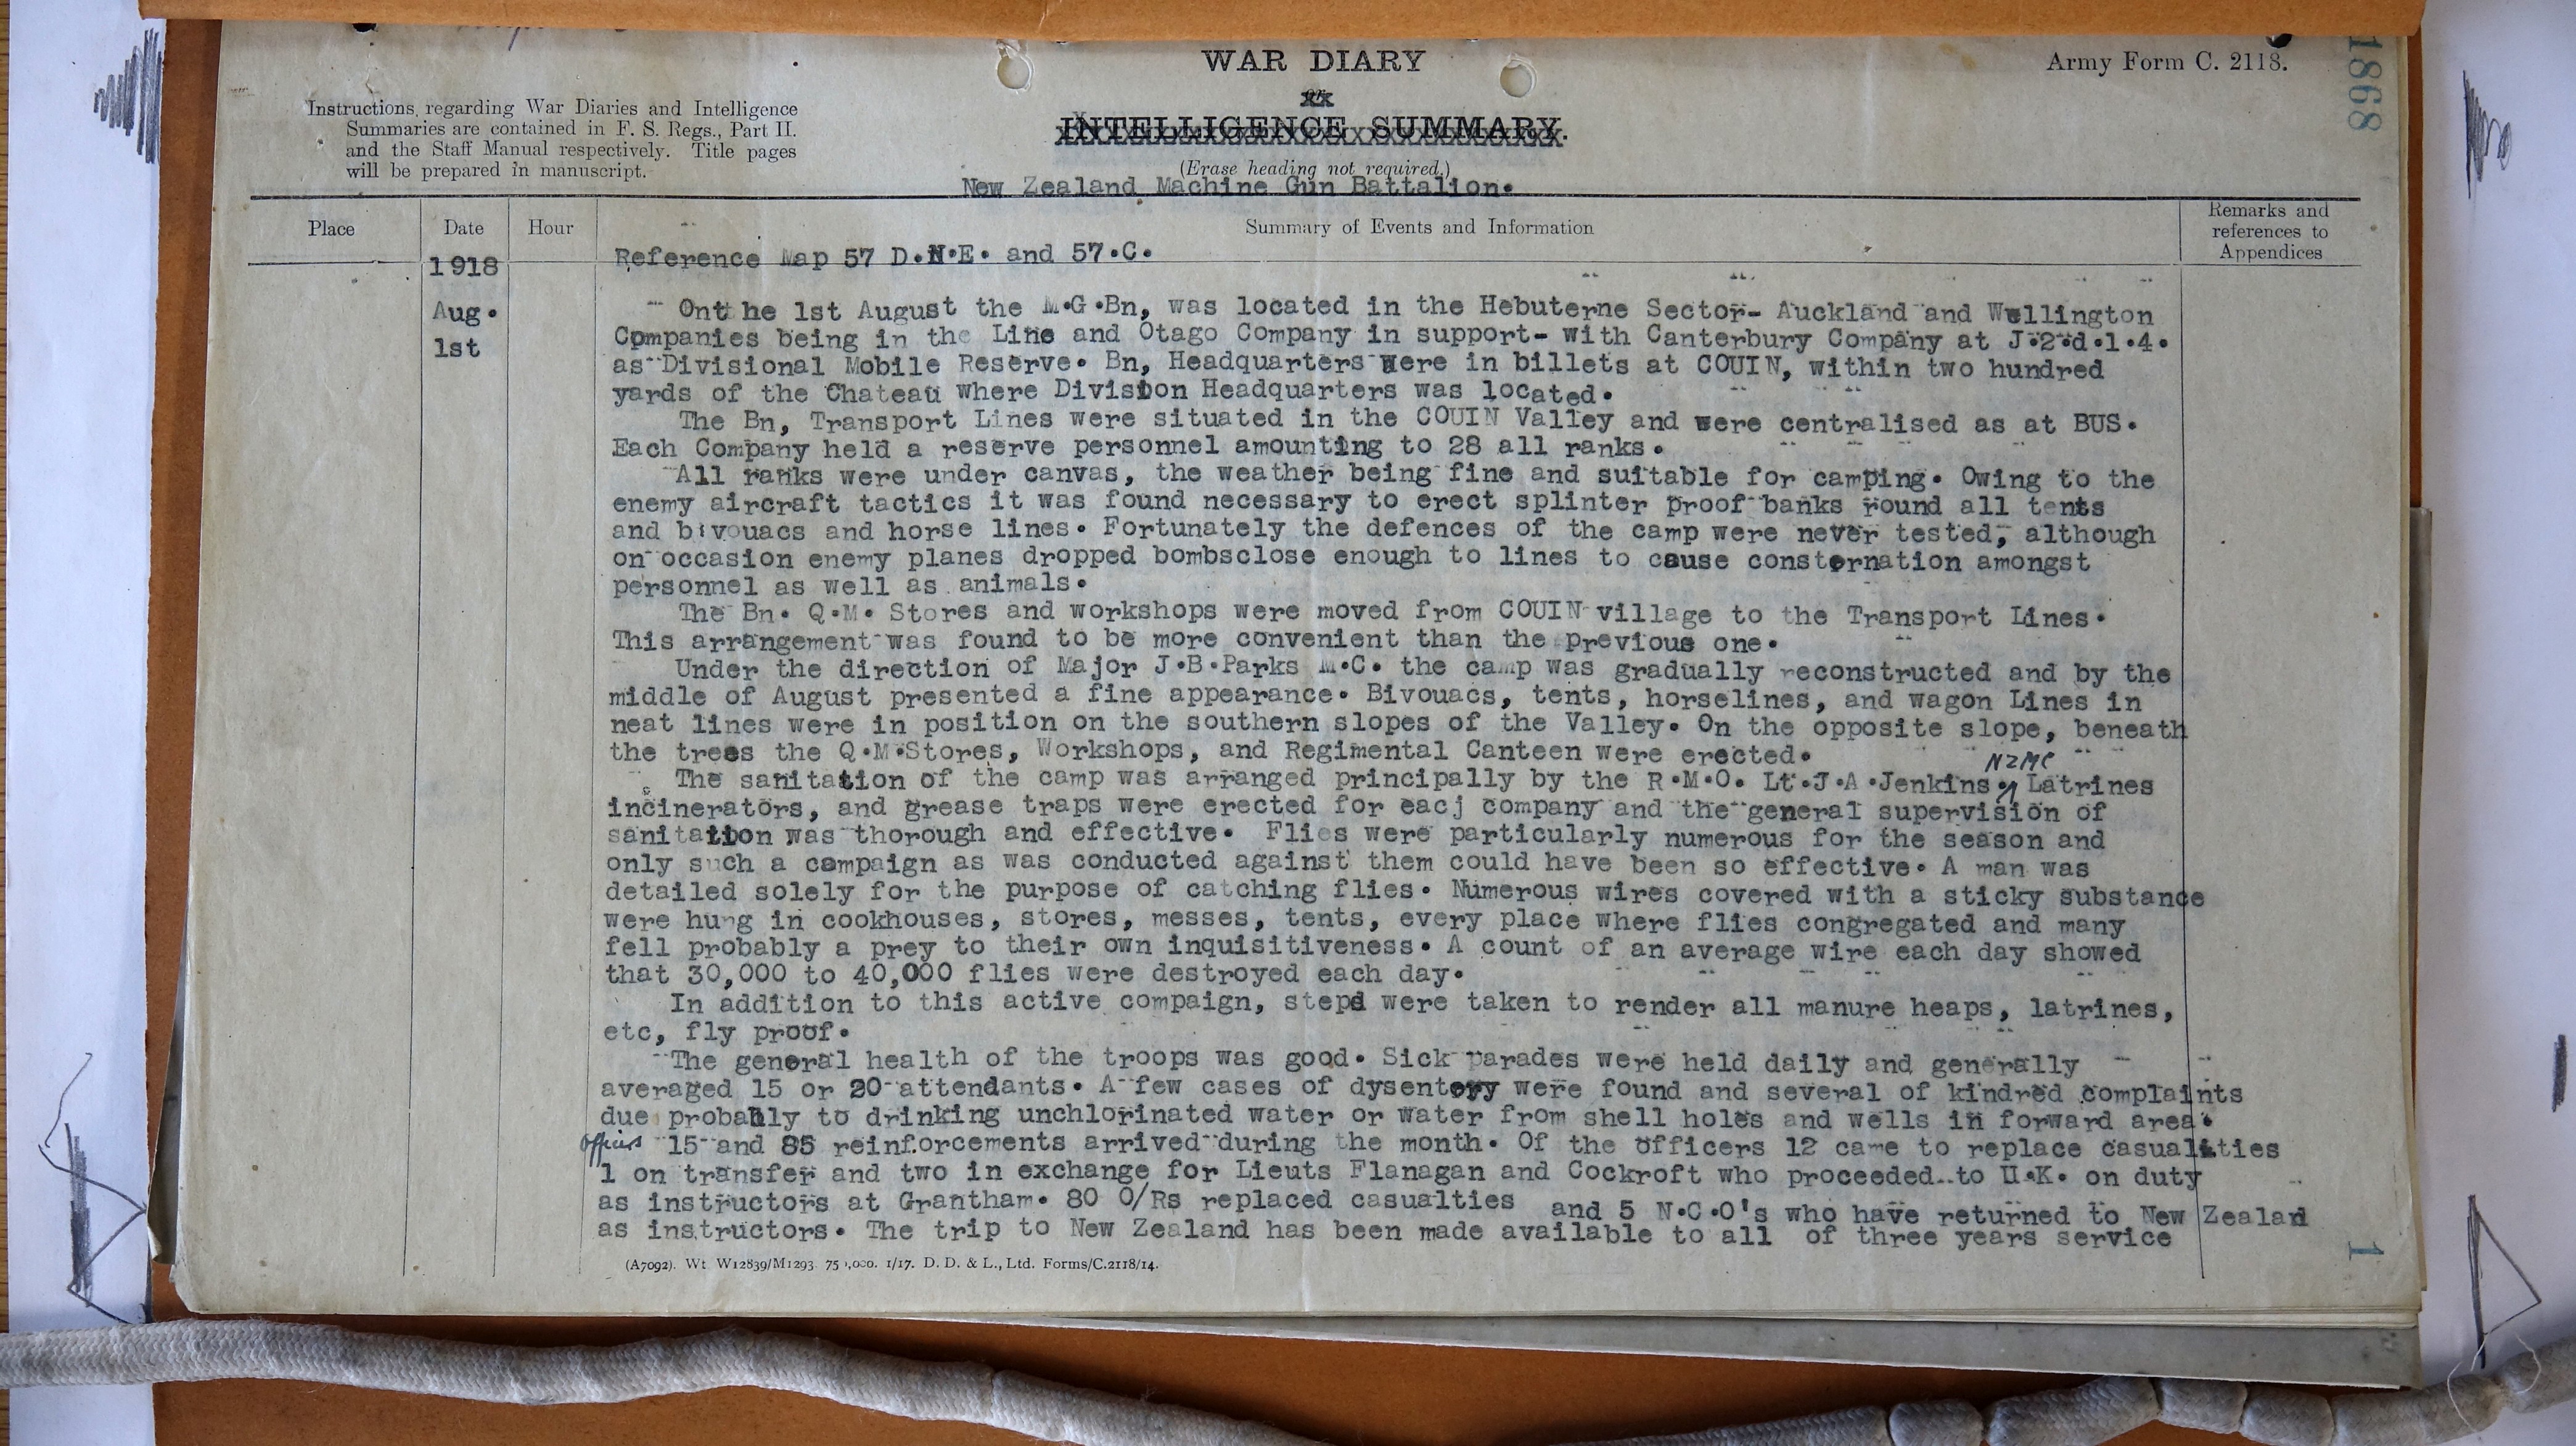 WAR DIARY
Army Form C. 2118.
1868
or
INTELLIGENCE SUMMARY.
(Erase heading not required.)
Instructions regarding War Diaries and Intelligence
Summaries are contained in F. S. Regs., Part II.
and the Staff Manual respectively. Title pages
will be prepared in manuscript.
New Zealand Machine Gun Battalion.
Place
Date
Hour
Summary of Events and Information
Remarks and
references to
Appendices
Reference Map 57 D.N.E. and 57.C.
1918
Aug.
1st
Ont he 1st August the M.G.Bn, was located in the Hebuterne Sector- Auckland and Wellington
Companies being in the Line and Otago Company in support- with Canterbury Company at J.2.d.1.4.
as Divisional Mobile Reserve. Bn, Headquarters were in billets at COUIN, within two hundred
yards of the Chateau where Division Headquarters was located.
The Bn, Transport Lines were situated in the COUIN Valley and were centralised as at BUS.
Each Company held a reserve personnel amounting to 28 all ranks.
All ranks were under canvas, the weather being fine and suitable for camping. Owing to the
enemy aircraft tactics it was found necessary to erect splinter proof banks round all tents
and bivouacs and horse lines. Fortunately the defences of the camp were never tested, although
on occasion enemy planes dropped bombsclose enough to lines to cause consternation amongst
personnel as well as animals.
The Bn. Q.M. Stores and workshops were moved from COUIN village to the Transport Lines.
This arrangement was found to be more convenient than the previous one.
Under the direction of Major J.B.Parks M.C. the camp was gradually reconstructed and by the
middle of August presented a fine appearance. Bivouacs, tents, horselines, and wagon Lines in
neat lines were in position on the southern slopes of the Valley. On the opposite slope, beneath
the trees the Q.M.Stores, Workshops, and Regimental Canteen were erected.
NZMC
The sanitation of the camp was arranged principally by the R.M.O. Lt.J.A.Jenkins Latrines
incinerators, and grease traps were erected for eacj company and the general supervision of
sanitation was thorough and effective. Flies were particularly numerous for the season and
only such a campaign as was conducted against them could have been so effective. A man was
detailed solely for the purpose of catching flies. Numerous wires covered with a sticky substance
were hung in cookhouses, stores, messes, tents, every place where flies congregated and many
fell probably a prey to their own inquisitiveness. A count of an average wire each day showed
that 30,000 to 40,000 flies were destroyed each day.
In addition to this active compaign, steps were taken to render all manure heaps, latrines,
etc, fly proof.
The general health of the troops was good. Sick parades were held daily and generally
averaged 15 or 20 attendants. A few cases of dysentery were found and several of kindred complaints
due probably to drinking unchlorinated water or water from shell holes and wells in forward area.
Officers 15 and 85 reinforcements arrived during the month. Of the officers 12 came to replace casualties
1 on transfer and two in exchange for Lieuts Flanagan and Cockroft who proceeded to U.K. on duty
as instructors at Grantham. 80 O/Rs replaced casualties and 5 N.C.O's who have returned to New Zealand
as instructors. The trip to New Zealand has been made available to all of three years service
(A7092). Wt. W12839/M1293. 75 ,000. 1/17. D. D. & L., Ltd. Forms/C.2118/14.
1